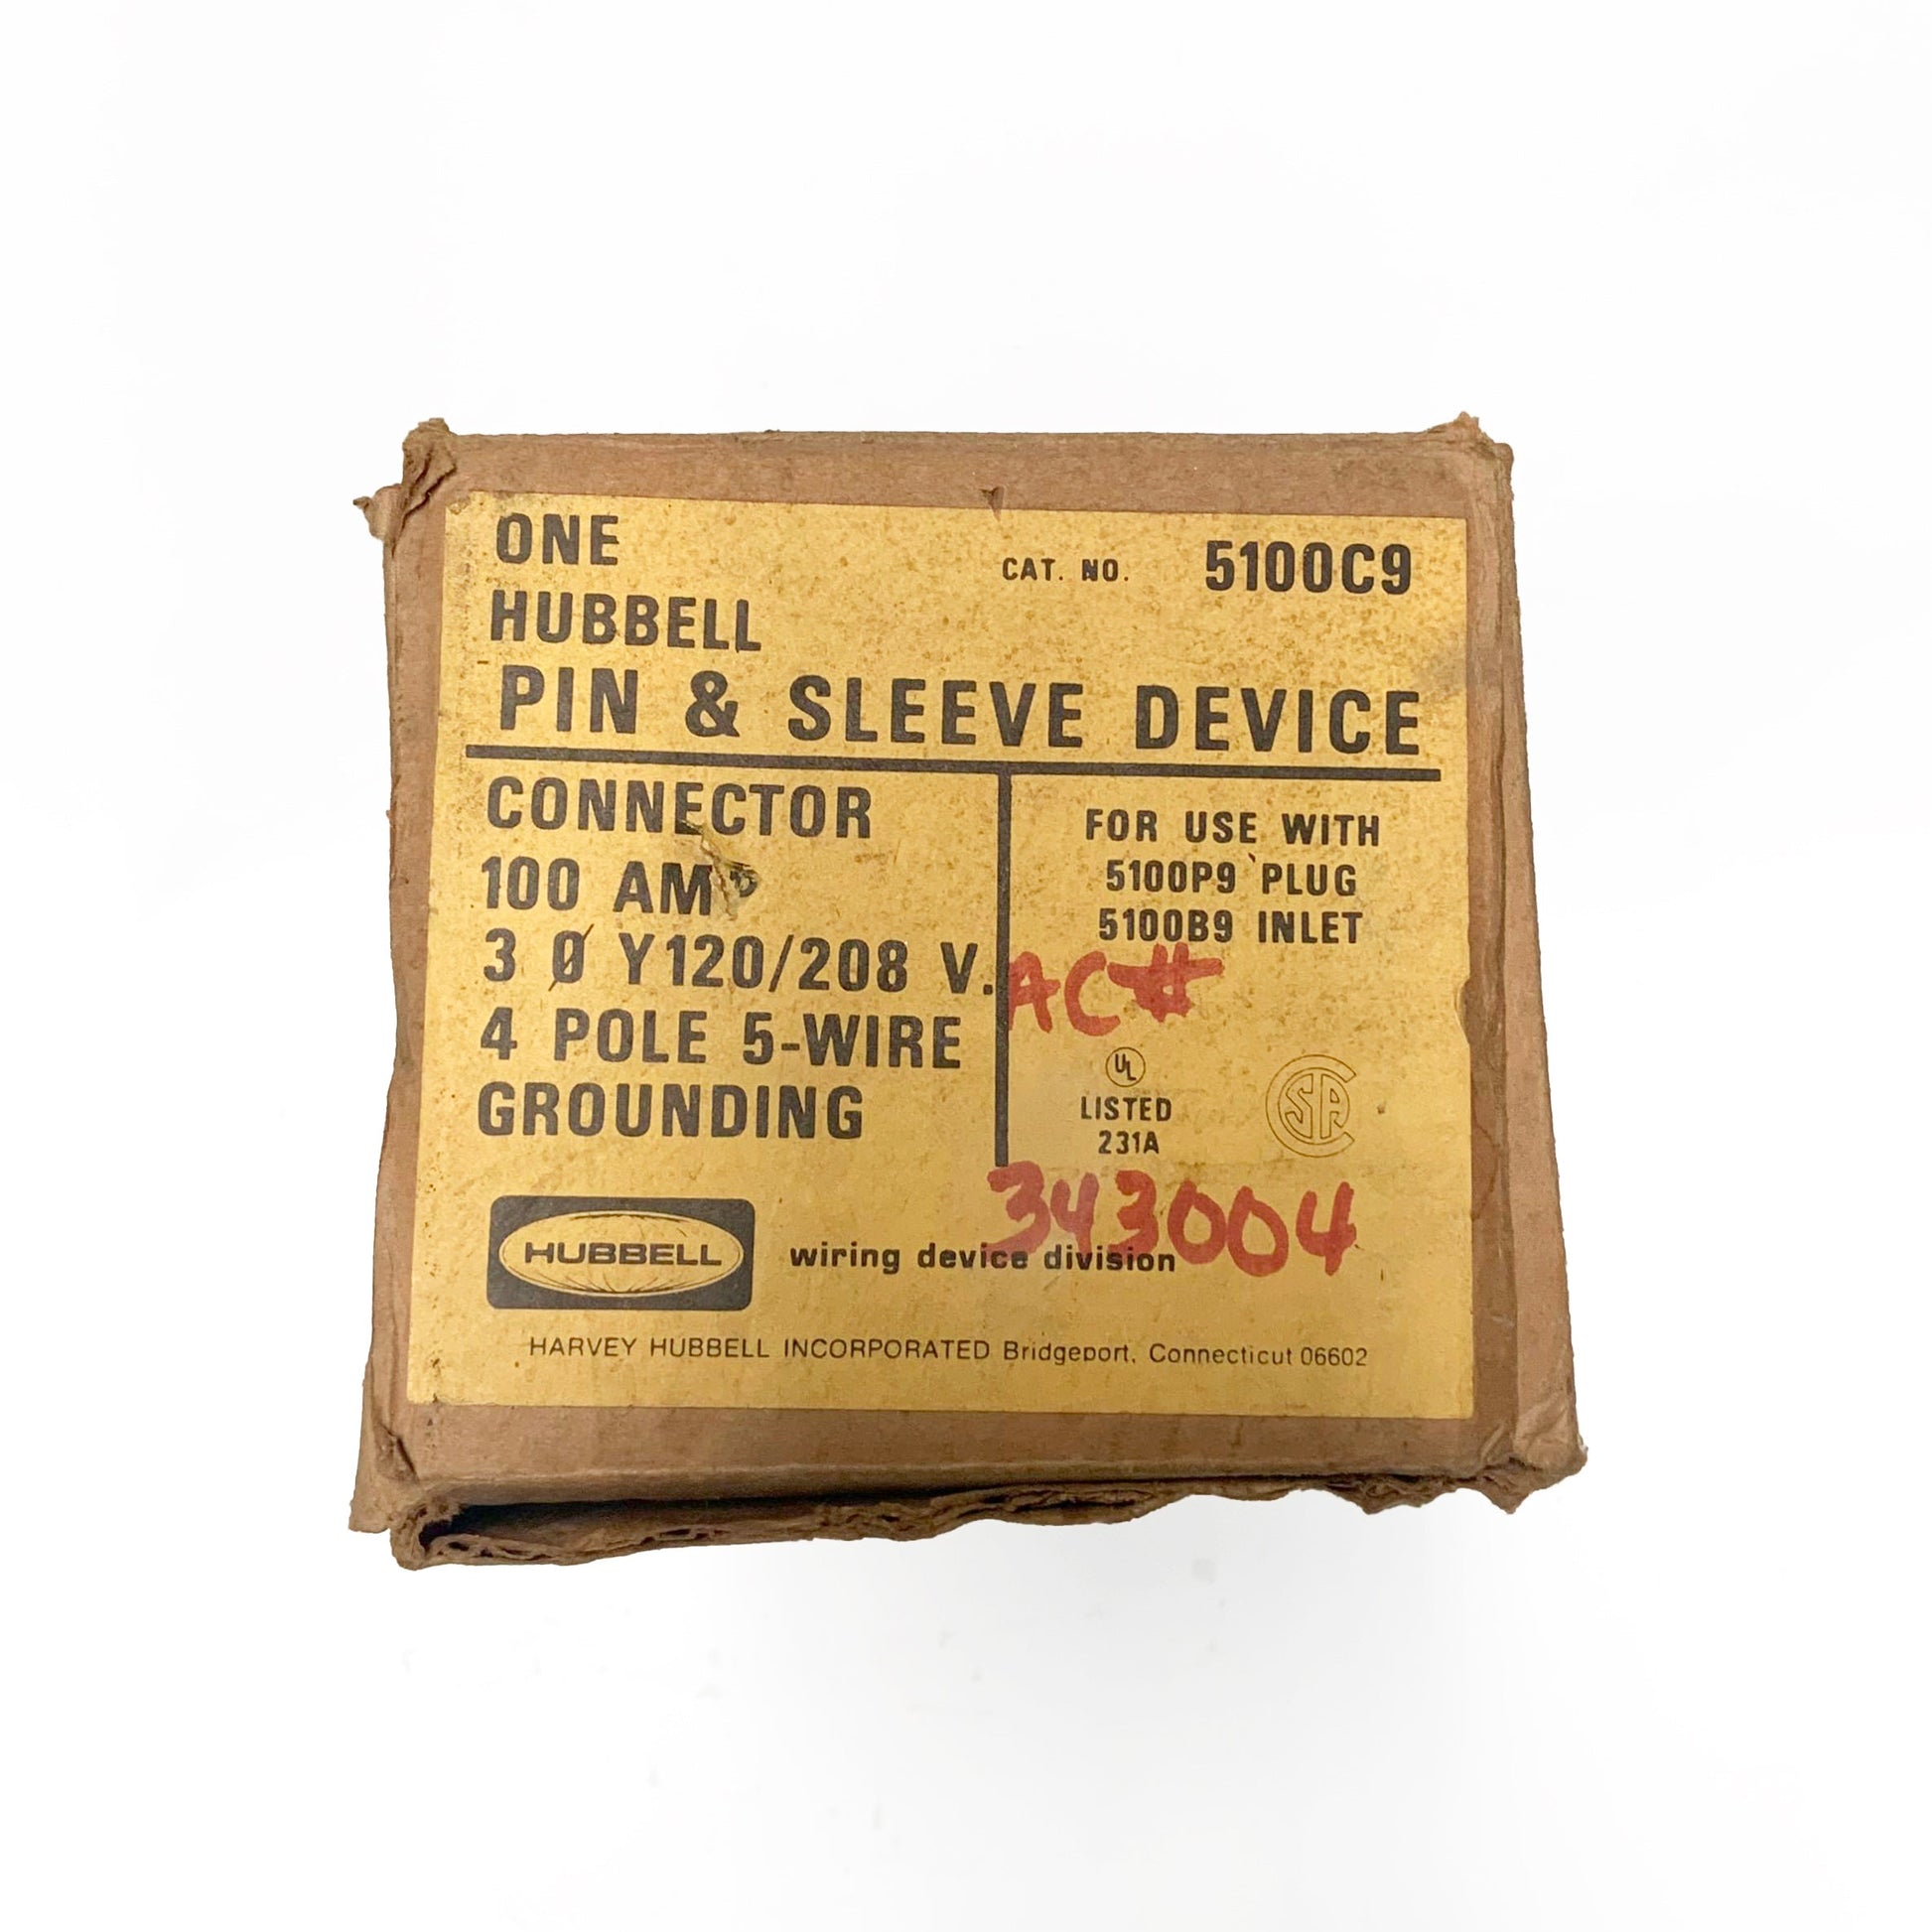 ONE
CAT. NO. 5100C9
HUBBELL
PIN & SLEEVE DEVICE
CONNECTOR
100 AMP
3 Ø Y120/208 V.
4 POLE 5-WIRE
GROUNDING
FOR USE WITH
5100P9 PLUG
5100B9 INLET
AC#
UL
LISTED
231A
CSA
343004
HUBBELL
wiring device division
HARVEY HUBBELL INCORPORATED Bridgeport, Connecticut 06602